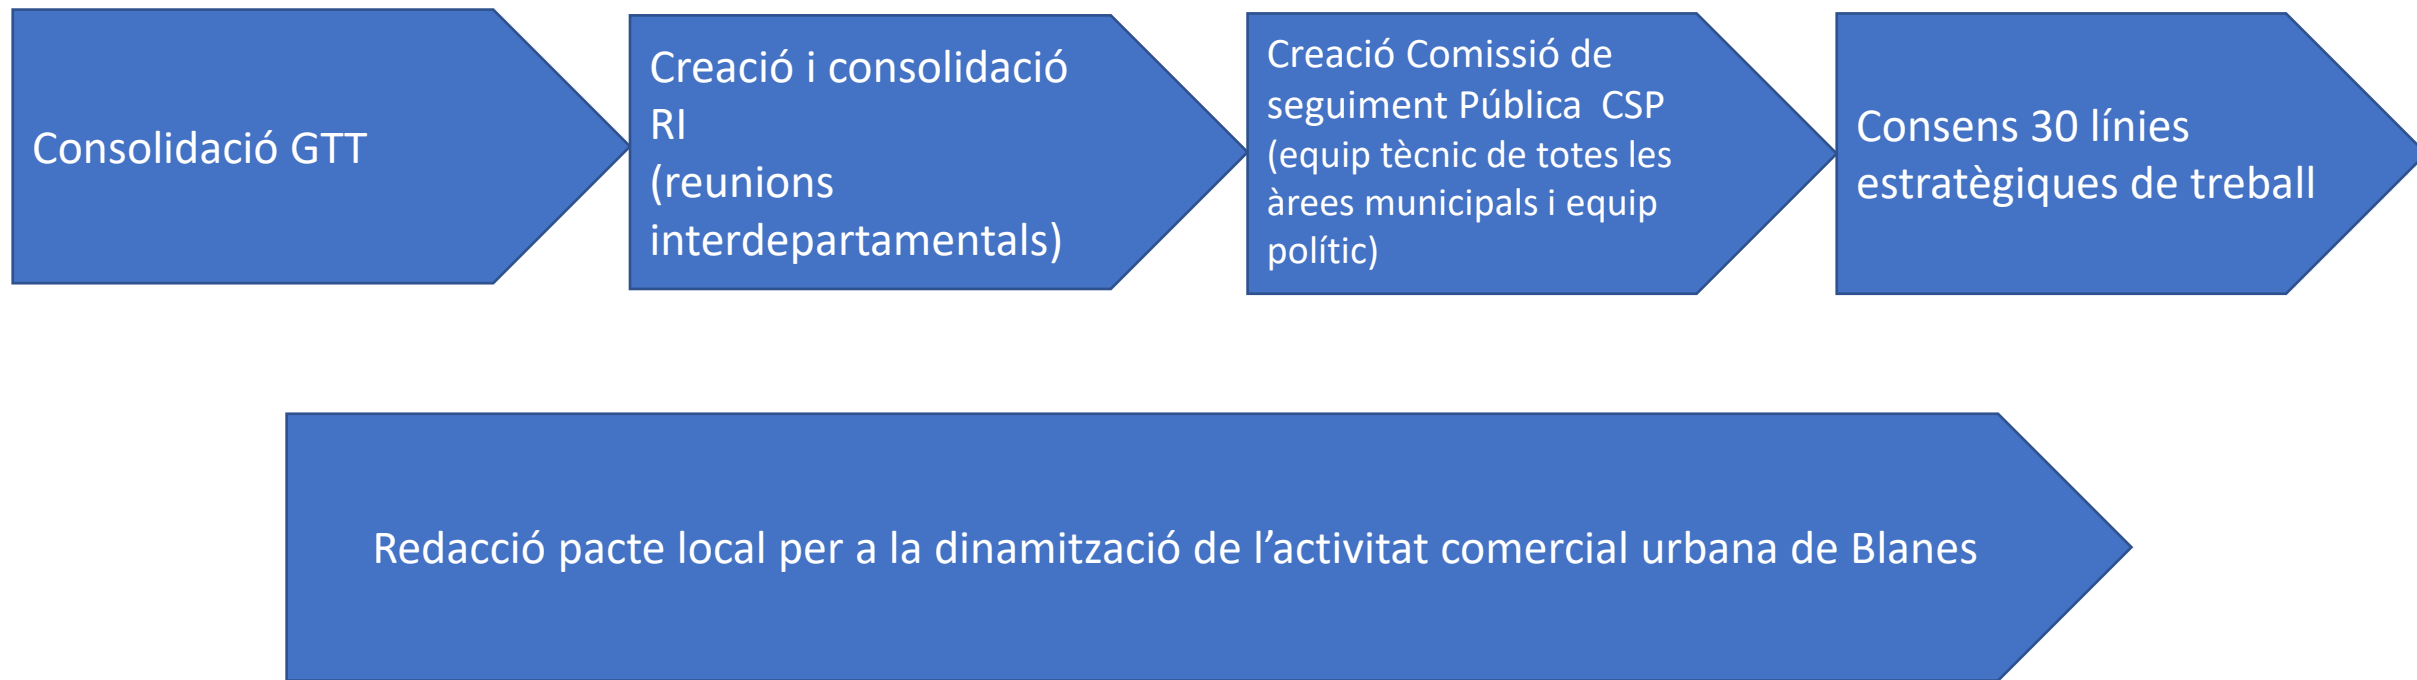 Consolidació GTT
Creació i consolidació
RI
(reunions
interdepartamentals)
Creació Comissió de
seguiment Pública  CSP
(equip tècnic de totes les
àrees municipals i equip
polític)
Consens 30 línies
estratègiques de treball
Redacció pacte local per a la dinamització de l’activitat comercial urbana de Blanes